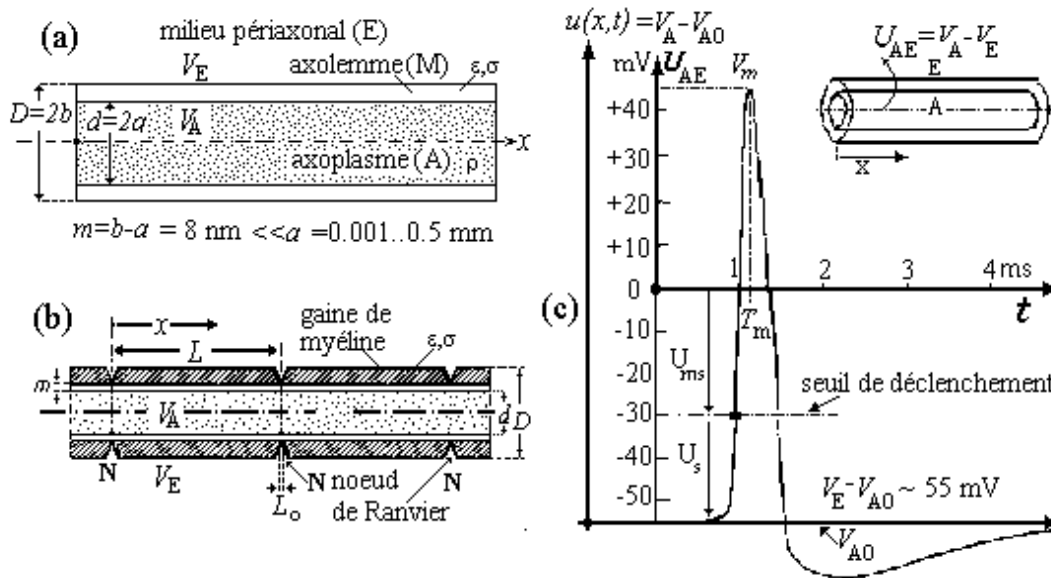 (a)
milieu périaxonal (E)
V_E
axolemme (M)
ε,σ
D=2b
d=2a
V_A
x
axoplasme (A) ρ
m=b-a = 8 nm <<a =0.001..0.5 mm
(b)
x
L
gaine de
myéline
ε,σ
m
V_A
d
D
N
V_E
N noeud
de Ranvier
N
L_o
u(x,t) = V_A - V_A0
mV
U_AE
V_m
U_AE = V_A - V_E
E
A
x
+40
+30
+20
+10
0
-10
-20
-30
-40
-50
1
2
3
4 ms
t
T_m
(c)
U_ms
seuil de déclenchement
U_s
V_E - V_A0 ~ 55 mV
V_A0